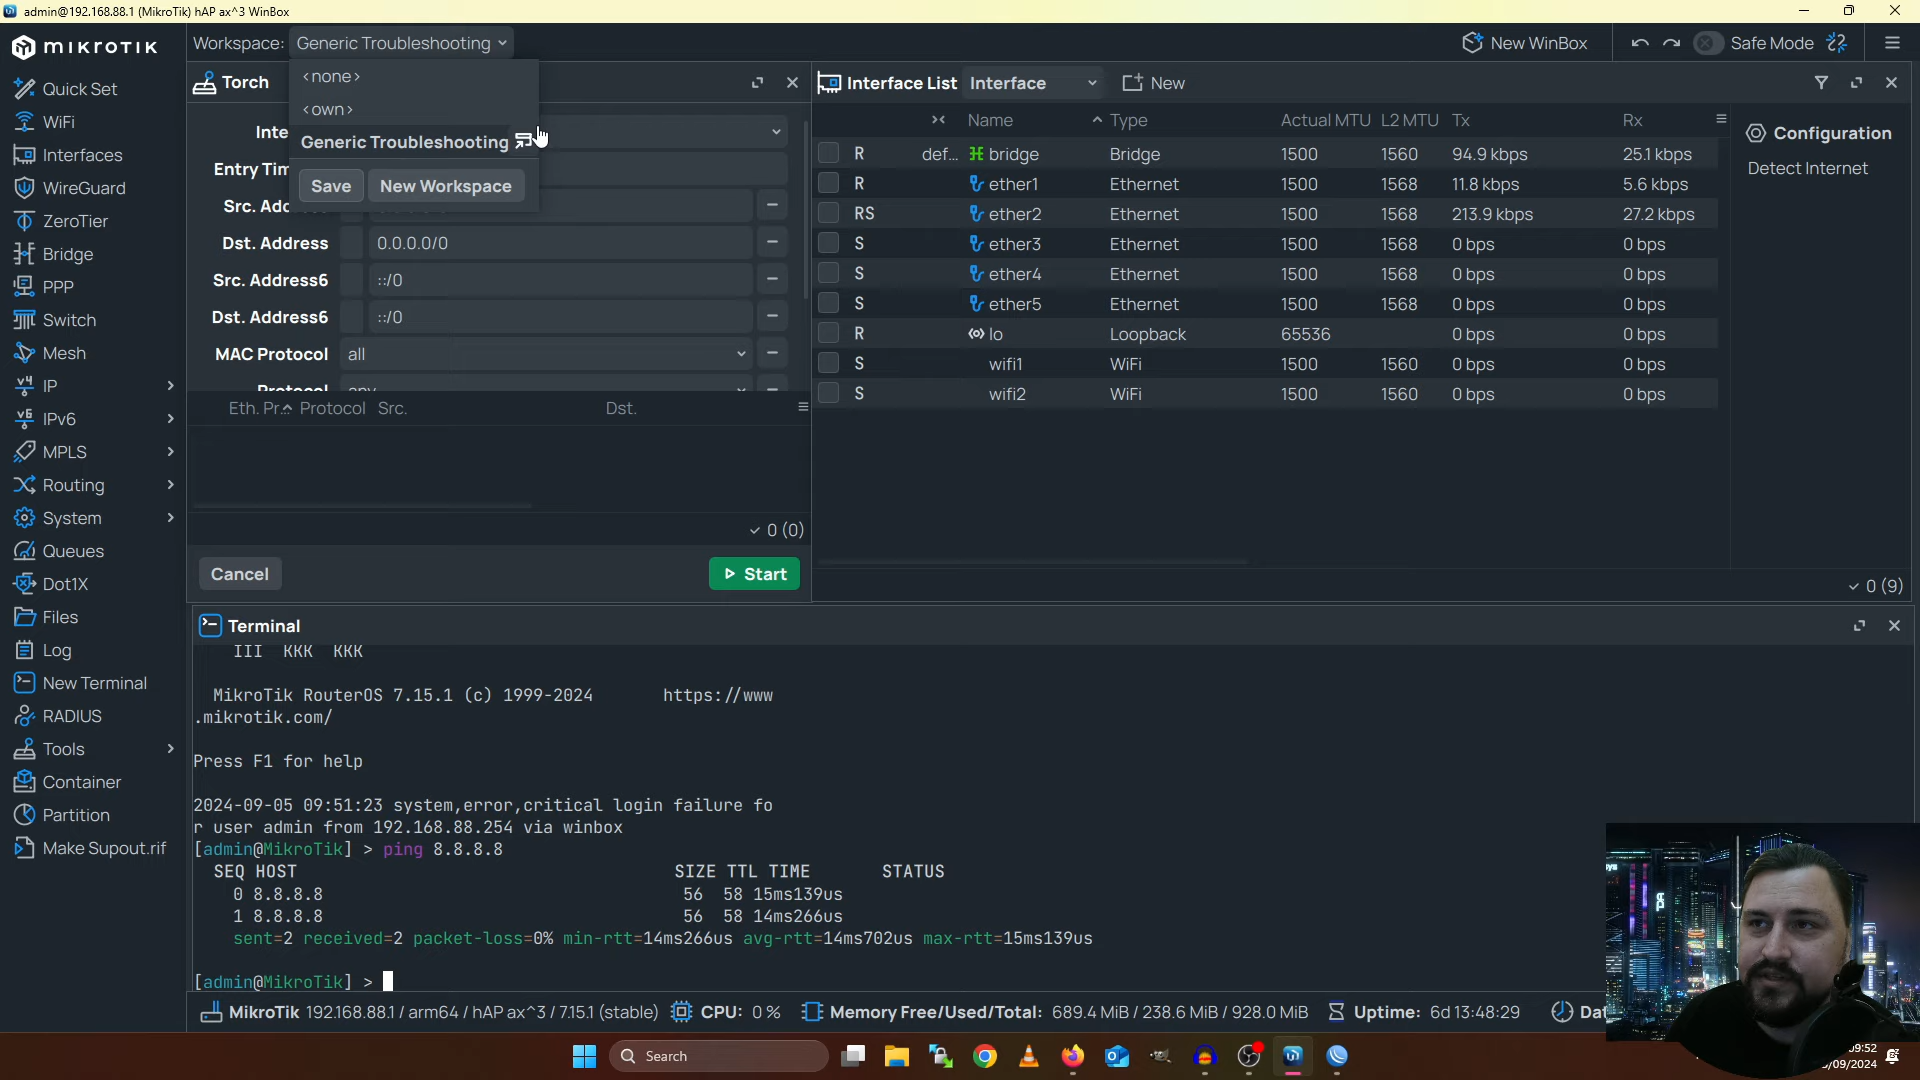 admin@192.168.88.1 (MikroTik) hAP ax^3 WinBox
MIKROTIK
Workspace: Generic Troubleshooting
New WinBox
Safe Mode
<none>
<own>
Generic Troubleshooting
Save
New Workspace
Quick Set
WiFi
Interfaces
WireGuard
ZeroTier
Bridge
PPP
Switch
Mesh
IP
IPv6
MPLS
Routing
System
Queues
Dot1X
Files
Log
New Terminal
RADIUS
Tools
Container
Partition
Make Supout.rif
Torch
Inte
Entry Tim
Src. Add
Dst. Address 0.0.0.0/0
Src. Address6 ::/0
Dst. Address6 ::/0
MAC Protocol all
Protocol any
Eth. Pr... Protocol Src. Dst.
0 (0)
Cancel
Start
Interface List Interface New
Name Type Actual MTU L2 MTU Tx Rx
R def... bridge Bridge 1500 1560 94.9 kbps 25.1 kbps
R ether1 Ethernet 1500 1568 11.8 kbps 5.6 kbps
RS ether2 Ethernet 1500 1568 213.9 kbps 27.2 kbps
S ether3 Ethernet 1500 1568 0 bps 0 bps
S ether4 Ethernet 1500 1568 0 bps 0 bps
S ether5 Ethernet 1500 1568 0 bps 0 bps
R lo Loopback 65536 0 bps 0 bps
S wifi1 WiFi 1500 1560 0 bps 0 bps
S wifi2 WiFi 1500 1560 0 bps 0 bps
Configuration
Detect Internet
0 (9)
Terminal
III KKK KKK
MikroTik RouterOS 7.15.1 (c) 1999-2024 https://www
.mikrotik.com/
Press F1 for help
2024-09-05 09:51:23 system,error,critical login failure fo
r user admin from 192.168.88.254 via winbox
[admin@MikroTik] > ping 8.8.8.8
SEQ HOST SIZE TTL TIME STATUS
0 8.8.8.8 56 58 15ms139us
1 8.8.8.8 56 58 14ms266us
sent=2 received=2 packet-loss=0% min-rtt=14ms266us avg-rtt=14ms702us max-rtt=15ms139us
[admin@MikroTik] >
MikroTik 192.168.88.1 / arm64 / hAP ax^3 / 7.15.1 (stable) CPU: 0 % Memory Free/Used/Total: 689.4 MiB / 238.6 MiB / 928.0 MiB Uptime: 6d 13:48:29 Dat
Search
09:52
/09/2024